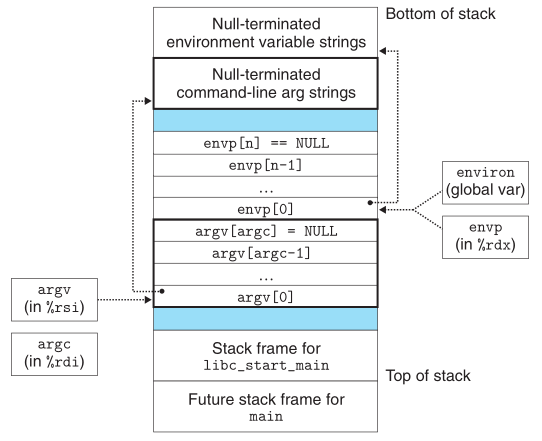 Bottom of stack
Null-terminated
environment variable strings
Null-terminated
command-line arg strings
envp[n] == NULL
envp[n-1]
...
envp[0]
environ
(global var)
envp
(in %rdx)
argv[argc] = NULL
argv[argc-1]
...
argv[0]
argv
(in %rsi)
argc
(in %rdi)
Stack frame for
libc_start_main
Top of stack
Future stack frame for
main